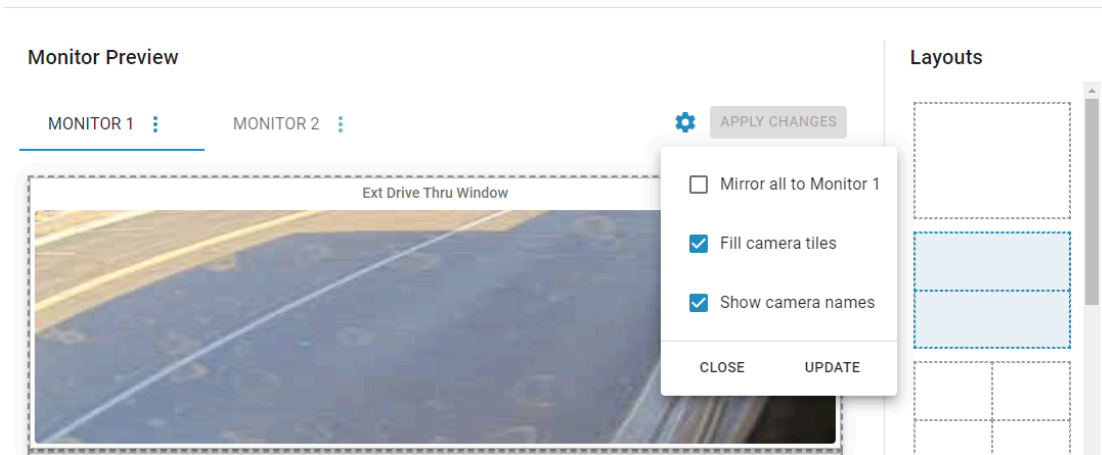 Monitor Preview
Layouts
MONITOR 1
MONITOR 2
APPLY CHANGES
Ext Drive Thru Window
Mirror all to Monitor 1
Fill camera tiles
Show camera names
CLOSE
UPDATE